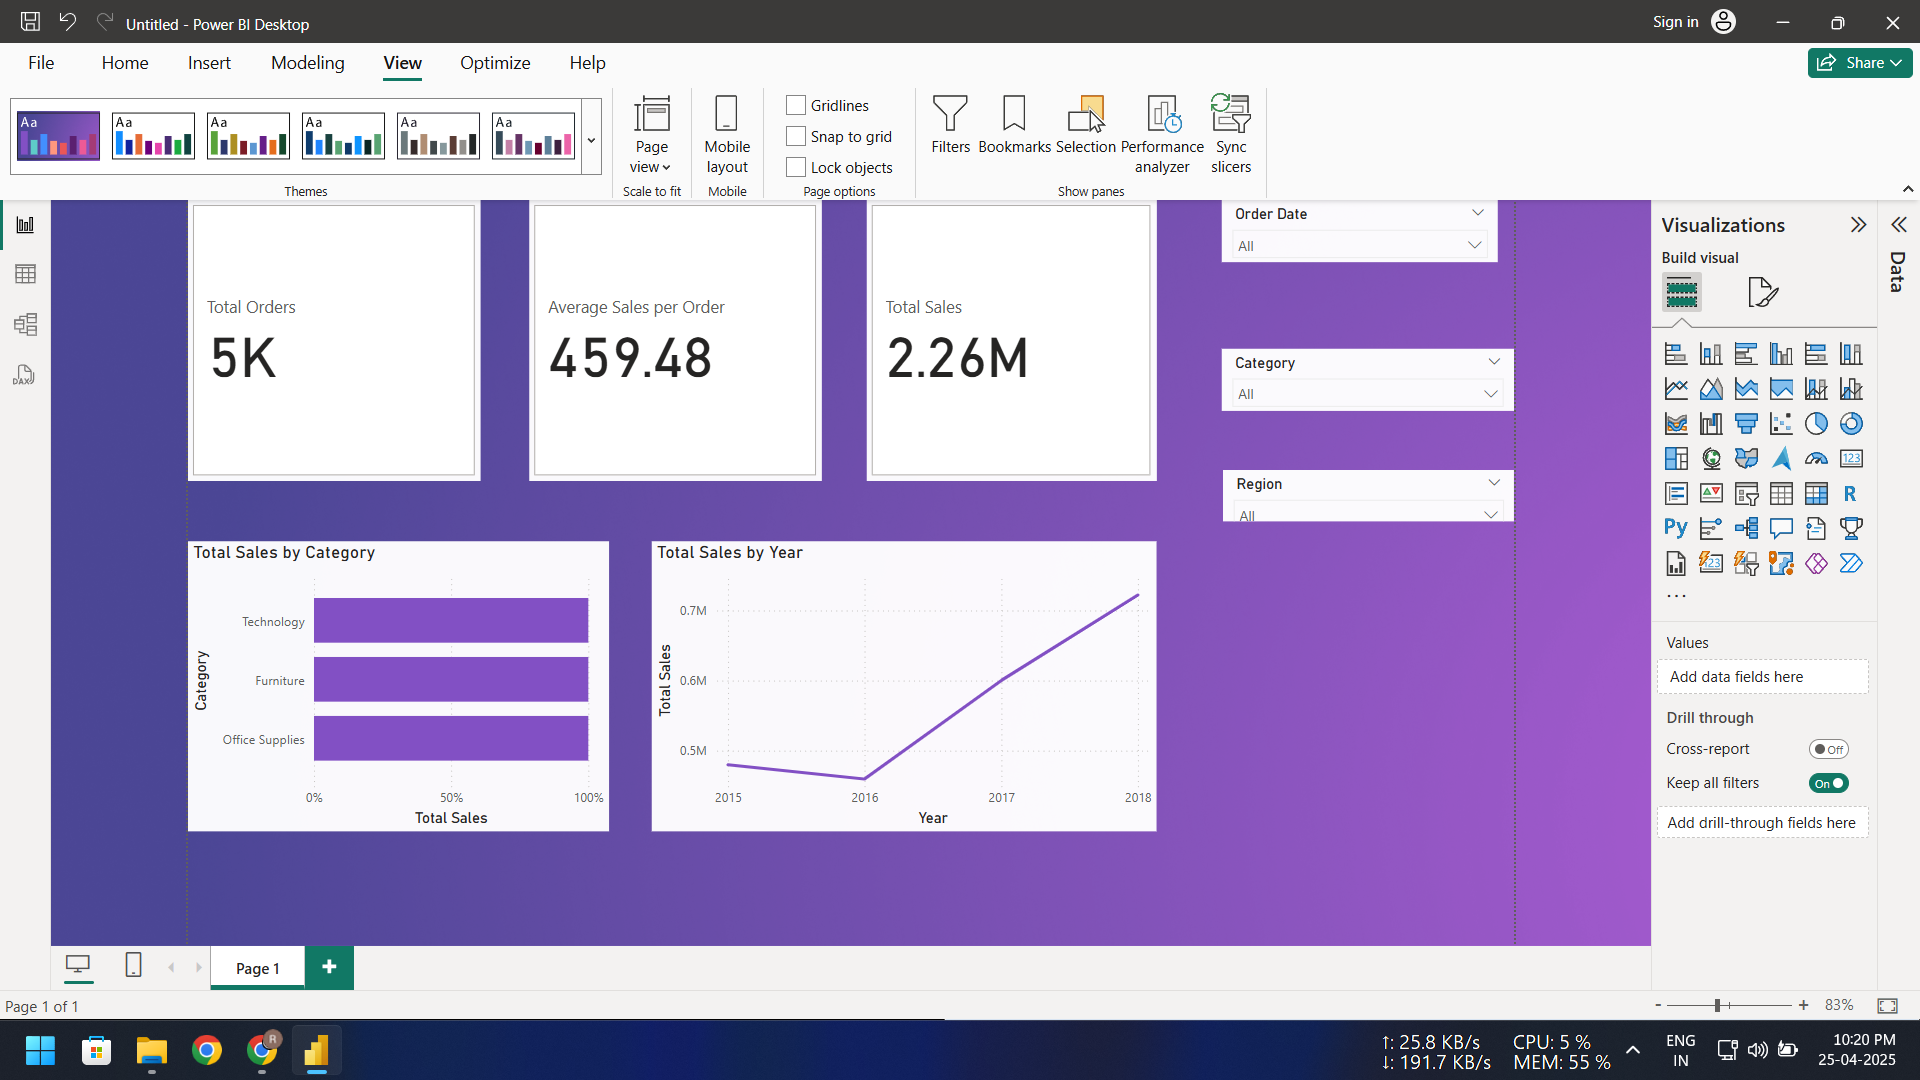 Untitled - Power BI Desktop
Sign in
File Home Insert Modeling View Optimize Help
Share
Aa Aa Aa Aa Aa Aa
Themes
Page view
Scale to fit
Mobile layout
Mobile
Gridlines
Snap to grid
Lock objects
Page options
Filters
Bookmarks
Selection
Performance analyzer
Sync slicers
Show panes
Total Orders
5K
Average Sales per Order
459.48
Total Sales
2.26M
Order Date
All
Category
All
Region
All
Total Sales by Category
Category
Technology
Furniture
Office Supplies
0% 50% 100%
Total Sales
Total Sales by Year
Total Sales
0.7M
0.6M
0.5M
2015 2016 2017 2018
Year
Visualizations
Build visual
123
R
Py
123
...
Values
Add data fields here
Drill through
Cross-report
Off
Keep all filters
On
Add drill-through fields here
Data
DAX
Page 1
+
Page 1 of 1
- + 83%
R
↑: 25.8 KB/s
↓: 191.7 KB/s
CPU: 5 %
MEM: 55 %
ENG
IN
10:20 PM
25-04-2025